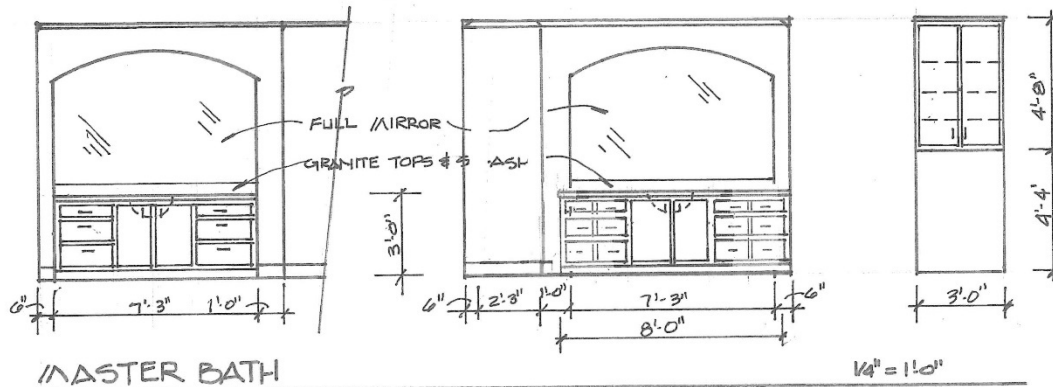 FULL MIRROR
GRANITE TOPS & S ASH
4'-8"
4'-4"
3'-0"
6" 7'-3" 1'-0"
6" 2'-3" 1'-0" 7'-3" 6"
8'-0"
3'-0"
MASTER BATH
1/4" = 1'-0"